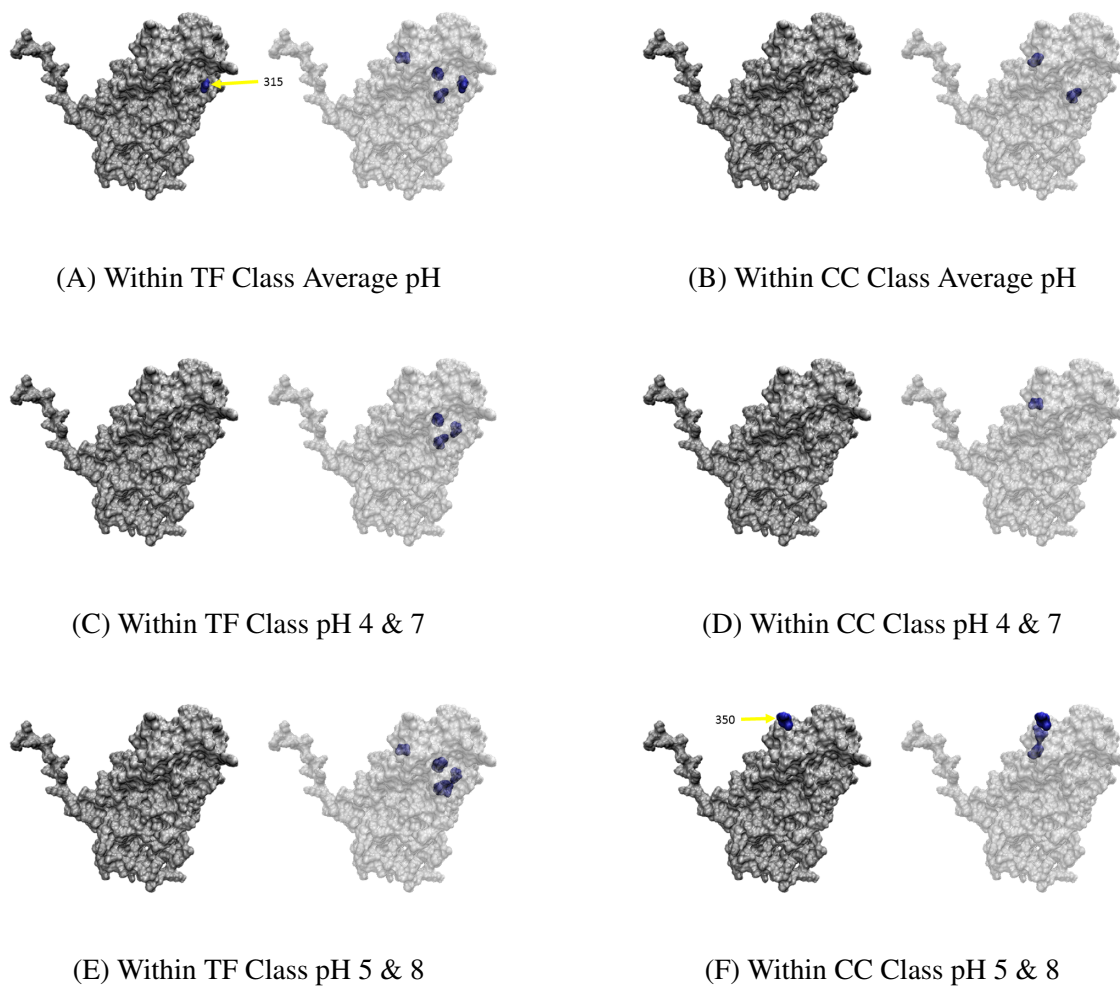 315
(A) Within TF Class Average pH
(B) Within CC Class Average pH
(C) Within TF Class pH 4 & 7
(D) Within CC Class pH 4 & 7
350
(E) Within TF Class pH 5 & 8
(F) Within CC Class pH 5 & 8